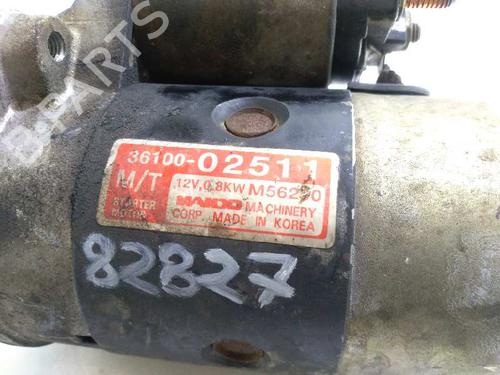 B-PARTS
36100-02511
M/T 12V, 0.8KW M56290
STARTER MOTOR
MANDO MACHINERY
CORP. MADE IN KOREA
82827